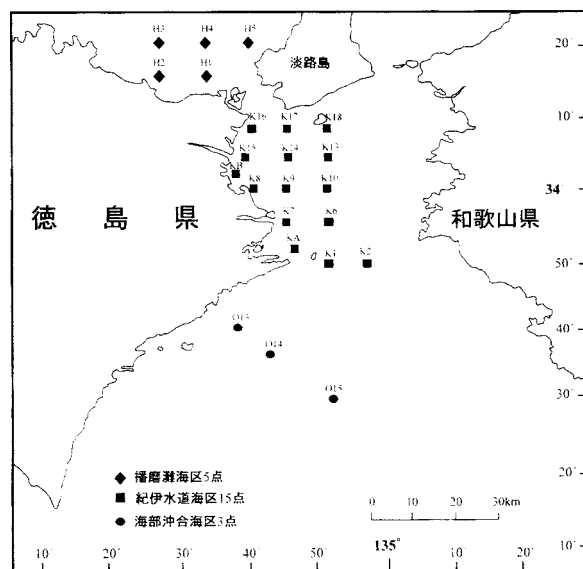 H3 H4 H5
20´
淡路島
H2 H1
10´
K16 K17 K18
K15 K14 K13
KB
K8 K9 K10
34
徳島県
和歌山県
K7 K6
KA
K1 K2
50´
O13
40´
O14
O15
30´
◆ 播磨灘海区5点
20´
■ 紀伊水道海区15点
0 10 20 30km
● 海部沖合海区3点
10´
10´ 20´ 30´ 40´ 50´ 135° 10´ 20´